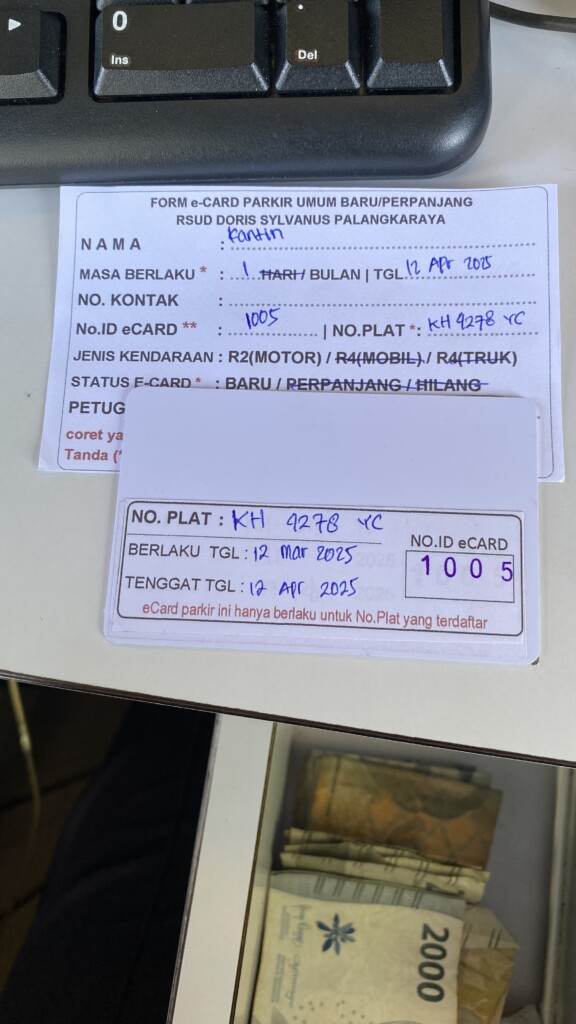 0
Ins
.
Del
FORM e-CARD PARKIR UMUM BARU/PERPANJANG
RSUD DORIS SYLVANUS PALANGKARAYA
NAMA : Kantin
MASA BERLAKU * : 1 HARI / BULAN | TGL 12 Apr 2025
NO. KONTAK :
No.ID eCARD ** : 1005 | NO.PLAT *: KH 4278 YC
JENIS KENDARAAN : R2(MOTOR) / R4(MOBIL) / R4(TRUK)
STATUS E-CARD * : BARU / PERPANJANG / HILANG
PETUG
coret ya
Tanda (*
NO. PLAT : KH 4278 YC
BERLAKU TGL : 12 Mar 2025
TENGGAT TGL : 12 Apr 2025
NO.ID eCARD
1005
eCard parkir ini hanya berlaku untuk No.Plat yang terdaftar
2000